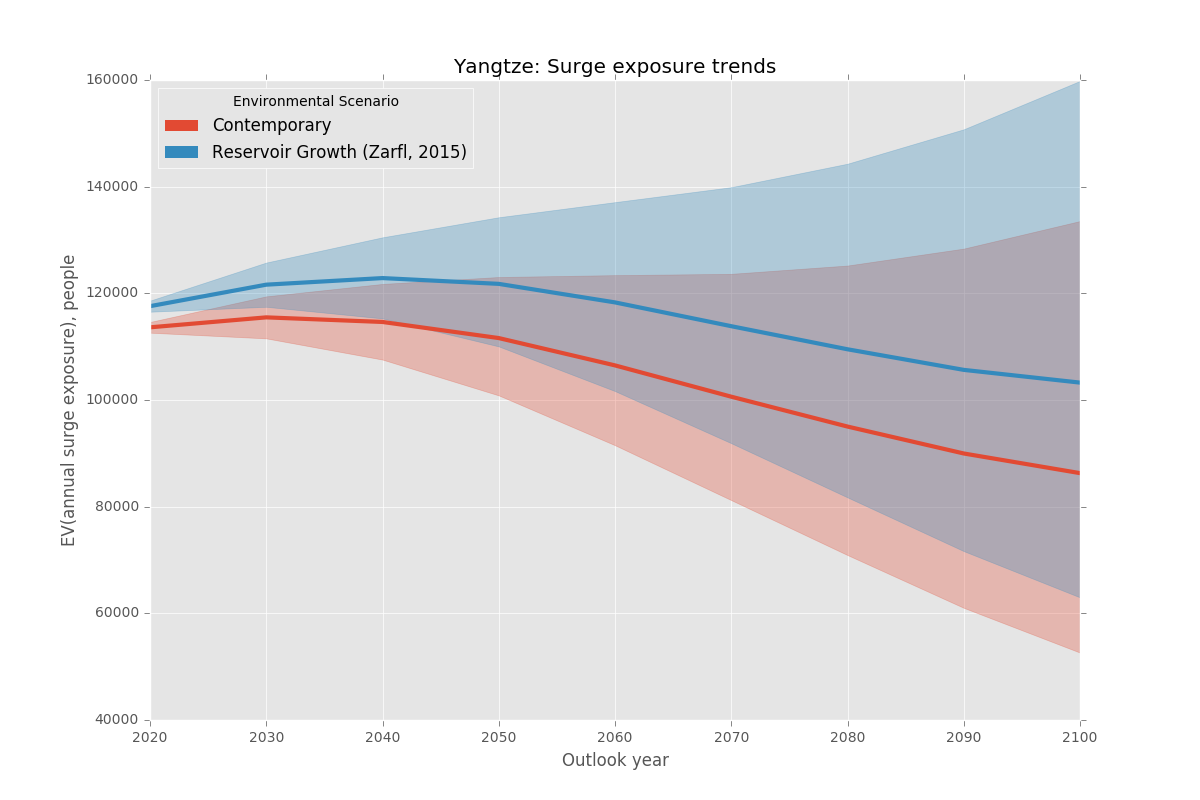 Yangtze: Surge exposure trends
160000
Environmental Scenario
Contemporary
Reservoir Growth (Zarfl, 2015)
140000
120000
100000
80000
60000
40000
EV(annual surge exposure), people
2020 2030 2040 2050 2060 2070 2080 2090 2100
Outlook year